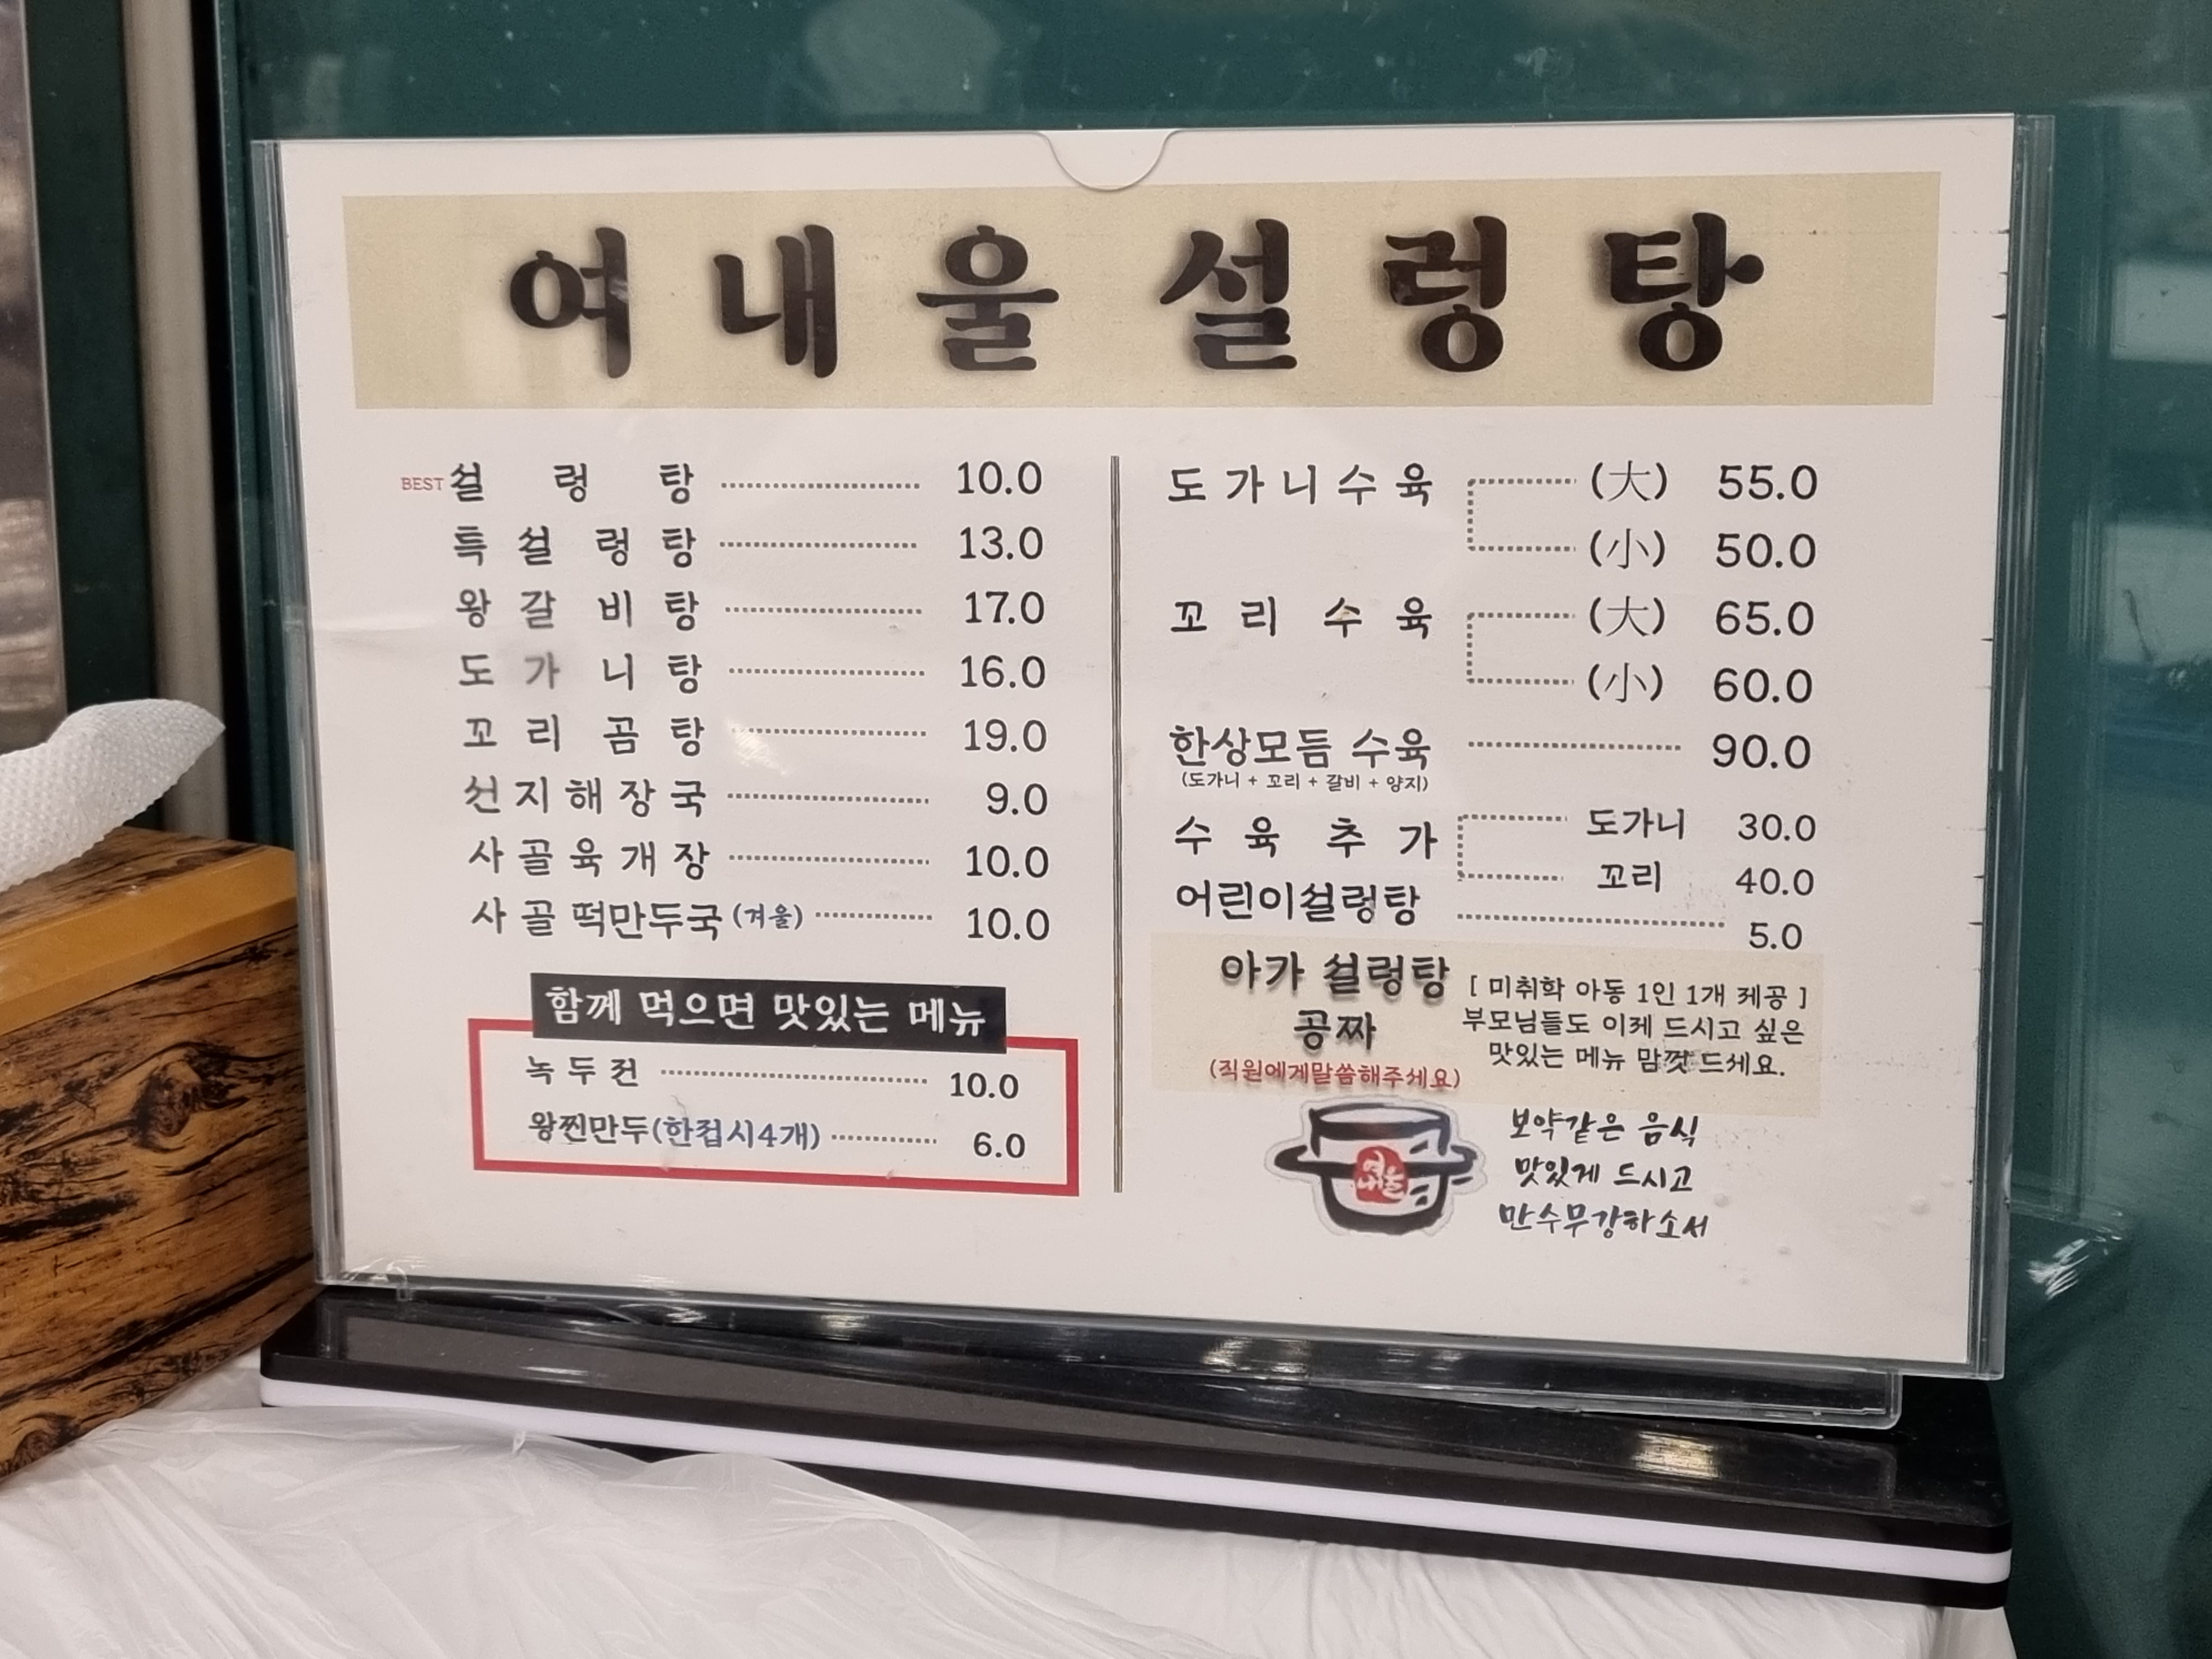 여내울 설렁탕
BEST 설렁탕 10.0
특설렁탕 13.0
왕갈비탕 17.0
도가니탕 16.0
꼬리곰탕 19.0
선지해장국 9.0
사골육개장 10.0
사골 떡만두국 (겨울) 10.0
함께 먹으면 맛있는 메뉴
녹두전 10.0
왕찐만두(한접시4개) 6.0
도가니수육 (大) 55.0
(小) 50.0
꼬리수육 (大) 65.0
(小) 60.0
한상모듬 수육 90.0
(도가니 + 꼬리 + 갈비 + 양지)
수육추가 도가니 30.0
꼬리 40.0
어린이설렁탕 5.0
아가 설렁탕
공짜
(직원에게말씀해주세요)
[ 미취학 아동 1인 1개 제공 ]
부모님들도 이제 드시고 싶은
맛있는 메뉴 맘껏 드세요.
여내울
보약같은 음식
맛있게 드시고
만수무강하소서